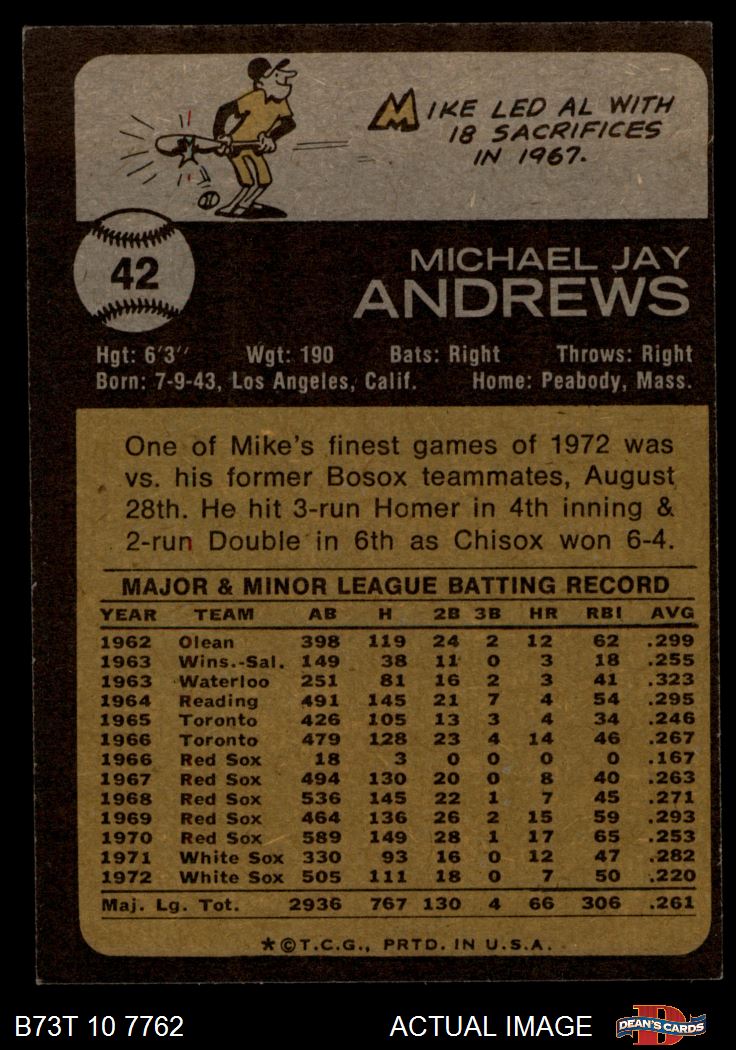 MIKE LED AL WITH
18 SACRIFICES
IN 1967.
42
MICHAEL JAY
ANDREWS
Hgt: 6'3" Wgt: 190 Bats: Right Throws: Right
Born: 7-9-43, Los Angeles, Calif. Home: Peabody, Mass.
One of Mike's finest games of 1972 was
vs. his former Bosox teammates, August
28th. He hit 3-run Homer in 4th inning &
2-run Double in 6th as Chisox won 6-4.
MAJOR & MINOR LEAGUE BATTING RECORD
YEAR TEAM AB H 2B 3B HR RBI AVG
1962 Olean 398 119 24 2 12 62 .299
1963 Wins.-Sal. 149 38 11 0 3 18 .255
1963 Waterloo 251 81 16 2 3 41 .323
1964 Reading 491 145 21 7 4 54 .295
1965 Toronto 426 105 13 3 4 34 .246
1966 Toronto 479 128 23 4 14 46 .267
1966 Red Sox 18 3 0 0 0 0 .167
1967 Red Sox 494 130 20 0 8 40 .263
1968 Red Sox 536 145 22 1 7 45 .271
1969 Red Sox 464 136 26 2 15 59 .293
1970 Red Sox 589 149 28 1 17 65 .253
1971 White Sox 330 93 16 0 12 47 .282
1972 White Sox 505 111 18 0 7 50 .220
Maj. Lg. Tot. 2936 767 130 4 66 306 .261
*©T.C.G., PRTD. IN U.S.A.
B73T 10 7762 ACTUAL IMAGE DEAN'S CARDS